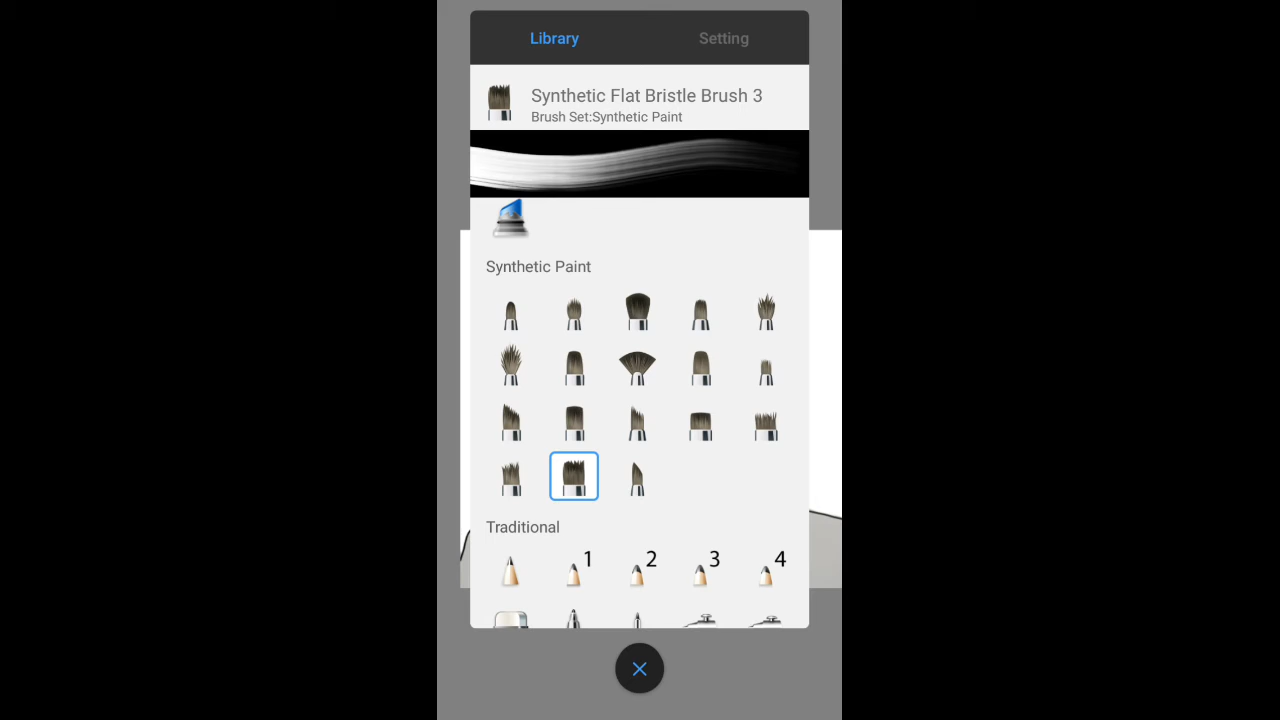 Library Setting
Synthetic Flat Bristle Brush 3
Brush Set:Synthetic Paint
Synthetic Paint
Traditional
1 2 3 4